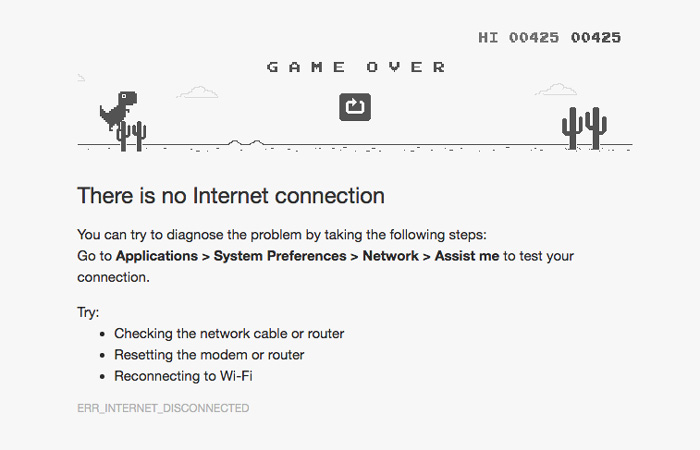 HI 00425 00425
GAME OVER
There is no Internet connection
You can try to diagnose the problem by taking the following steps:
Go to Applications > System Preferences > Network > Assist me to test your
connection.
Try:
• Checking the network cable or router
• Resetting the modem or router
• Reconnecting to Wi-Fi
ERR_INTERNET_DISCONNECTED